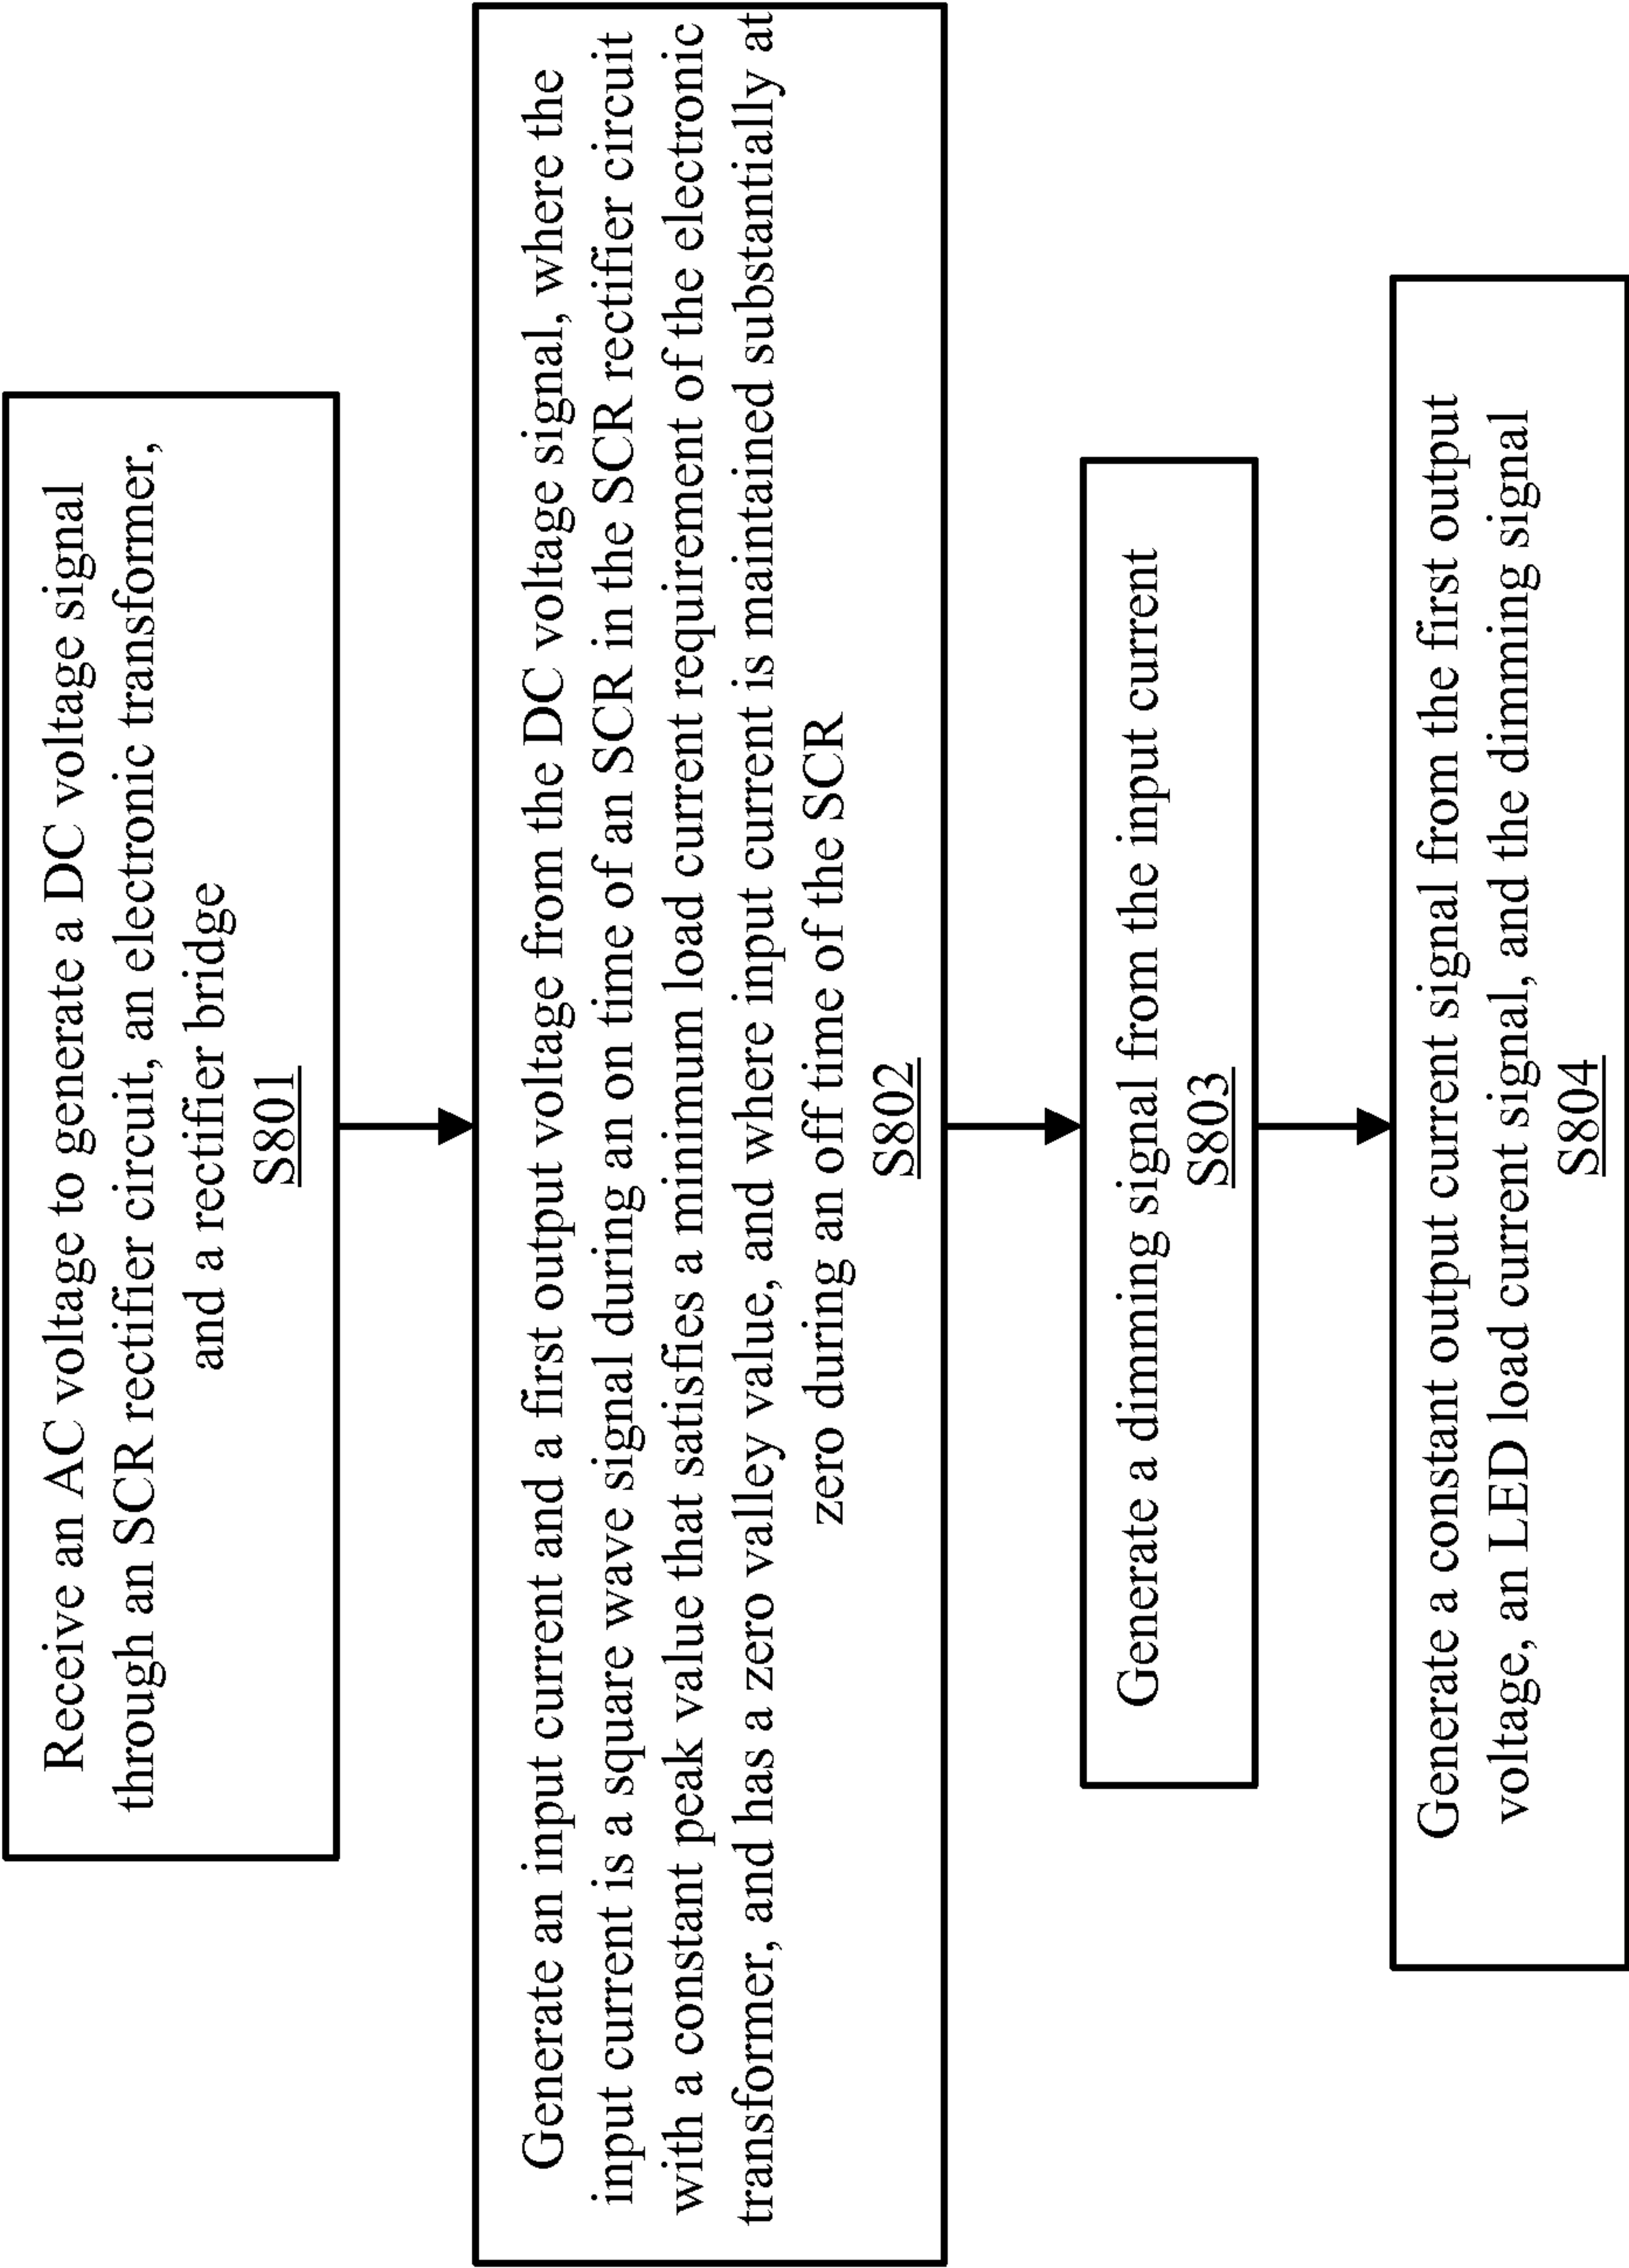 Receive an AC voltage to generate a DC voltage signal
through an SCR rectifier circuit, an electronic transformer,
and a rectifier bridge
S801
Generate an input current and a first output voltage from the DC voltage signal, where the
input current is a square wave signal during an on time of an SCR in the SCR rectifier circuit
with a constant peak value that satisfies a minimum load current requirement of the electronic
transformer, and has a zero valley value, and where input current is maintained substantially at
zero during an off time of the SCR
S802
Generate a dimming signal from the input current
S803
Generate a constant output current signal from the first output
voltage, an LED load current signal, and the dimming signal
S804